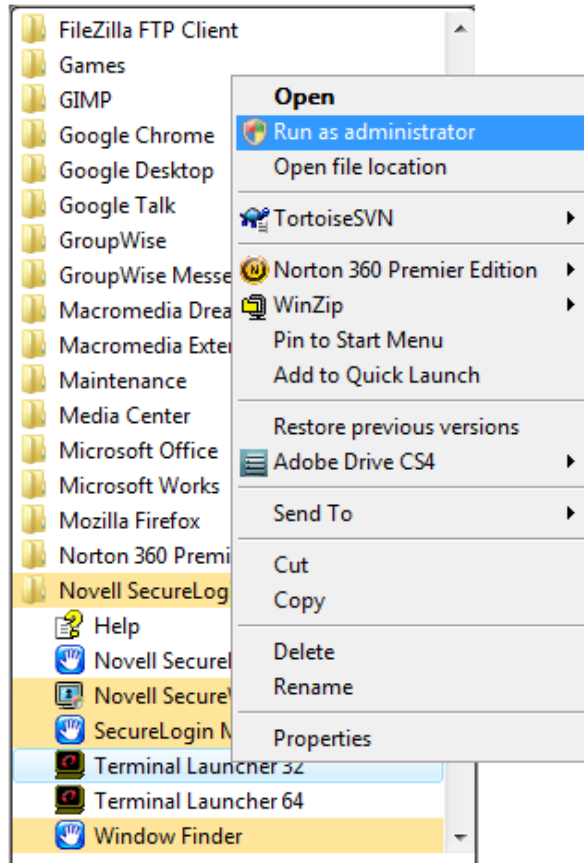 FileZilla FTP Client
Games
GIMP
Google Chrome
Google Desktop
Google Talk
GroupWise
GroupWise Messe
Macromedia Drea
Macromedia Exter
Maintenance
Media Center
Microsoft Office
Microsoft Works
Mozilla Firefox
Norton 360 Premi
Novell SecureLog
Help
Novell Secure
Novell Secure
SecureLogin M
Terminal Launcher 32
Terminal Launcher 64
Window Finder
Open
Run as administrator
Open file location
TortoiseSVN
Norton 360 Premier Edition
WinZip
Pin to Start Menu
Add to Quick Launch
Restore previous versions
Adobe Drive CS4
Send To
Cut
Copy
Delete
Rename
Properties